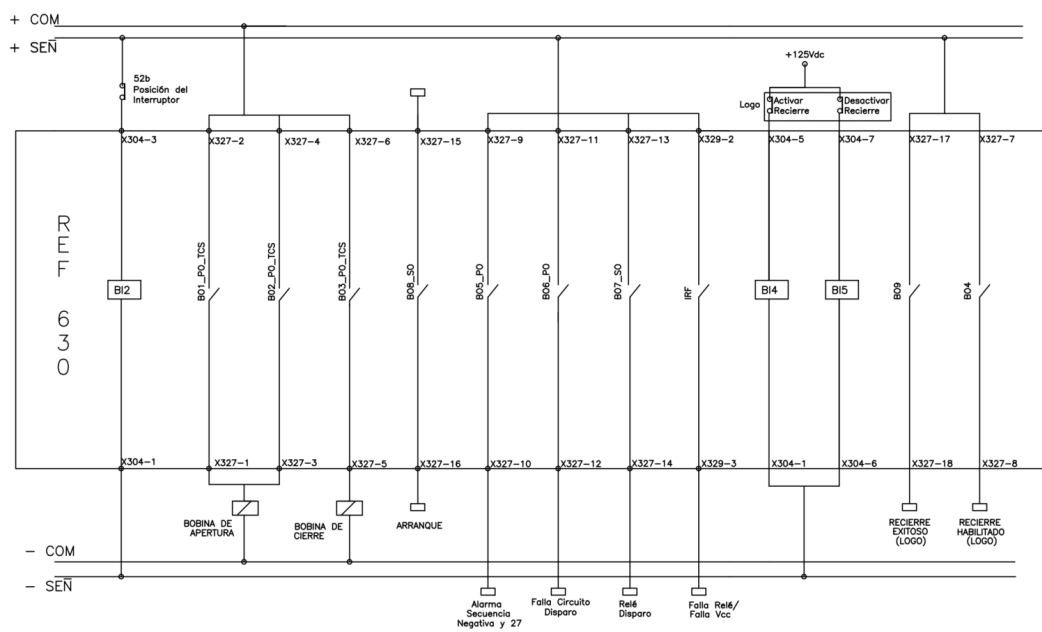 + COM
+ SEÑ
+125Vdc
52b
Posición del
Interruptor
Logo
Activar
Recierre
Desactivar
Recierre
X304-3
X327-2
X327-4
X327-6
X327-15
X327-9
X327-11
X327-13
X329-2
X304-5
X304-7
X327-17
X327-7
REF 630
BI2
BO1_PO_TCS
BO2_PO_TCS
BO3_PO_TCS
BO8_SO
BO5_PO
BO6_PO
BO7_SO
IRF
BI4
BI5
BO9
BO4
X304-1
X327-1
X327-3
X327-5
X327-16
X327-10
X327-12
X327-14
X329-3
X304-1
X304-6
X327-18
X327-8
BOBINA DE
APERTURA
BOBINA DE
CIERRE
ARRANQUE
RECIERRE
EXITOSO
(LOGO)
RECIERRE
HABILITADO
(LOGO)
- COM
- SEÑ
Alarma
Secuencia
Negativa y 27
Falla Circuito
Disparo
Relé
Disparo
Falla Relé/
Falla Vcc